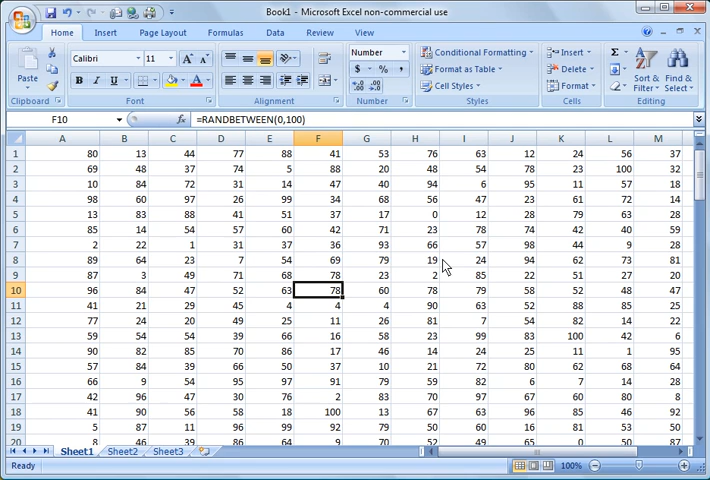 Book1 - Microsoft Excel non-commercial use
Home Insert Page Layout Formulas Data Review View
Paste
Clipboard
Calibri 11
B I U
Font
Alignment
Number
$ % ,
Number
Conditional Formatting
Format as Table
Cell Styles
Styles
Insert
Delete
Format
Cells
Σ
Sort & Filter
Find & Select
Editing
F10 fx =RANDBETWEEN(0,100)
A B C D E F G H I J K L M
1 80 13 44 77 88 41 53 76 63 12 24 56 37
2 69 48 37 74 5 88 20 48 54 78 23 100 32
3 10 84 72 31 14 47 40 94 6 95 11 57 18
4 98 60 97 26 99 34 68 56 47 23 61 72 14
5 13 83 88 41 51 37 17 0 12 28 79 63 28
6 85 14 54 57 60 42 71 23 78 74 42 40 59
7 2 22 1 31 37 36 93 66 57 98 44 9 28
8 89 64 23 7 54 69 79 19 24 94 62 73 81
9 87 3 49 71 68 78 23 2 85 22 51 27 20
10 96 84 47 52 63 78 60 78 79 58 52 48 47
11 41 21 29 45 4 4 4 90 63 52 88 85 25
12 77 24 20 49 25 11 26 81 7 54 82 14 22
13 59 54 54 39 66 16 58 23 99 83 100 42 6
14 90 82 85 70 86 17 46 14 24 25 11 1 95
15 57 84 39 66 50 37 10 21 72 80 62 68 64
16 66 9 54 95 97 91 79 59 82 6 7 14 28
17 42 96 47 30 76 2 83 70 97 67 60 80 8
18 41 90 56 58 18 100 13 67 63 96 85 46 92
19 5 87 11 96 99 92 79 50 60 16 81 53 50
20 8 46 39 86 64 9 70 52 49 65 0 50 87
Sheet1 Sheet2 Sheet3
Ready 100%